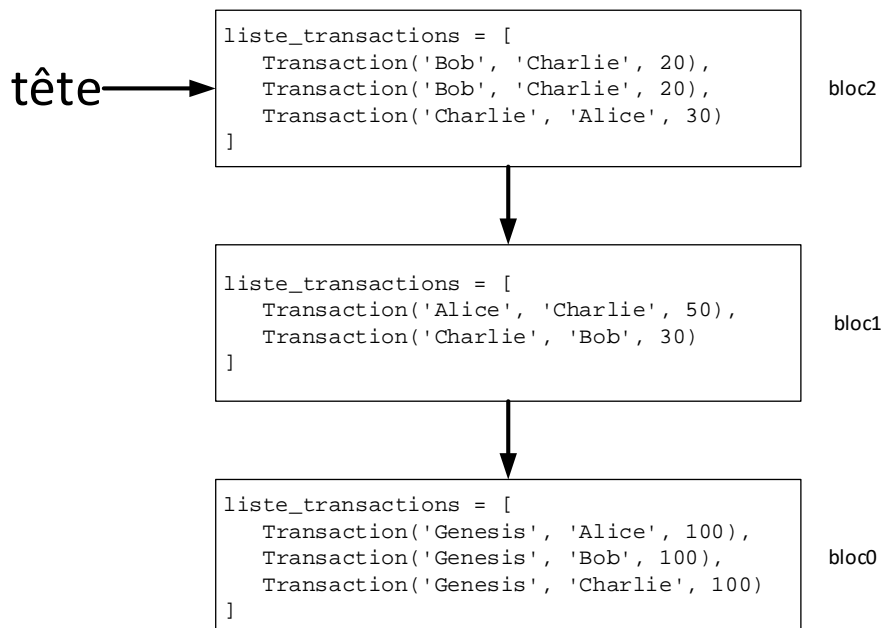 liste_transactions = [
Transaction('Bob', 'Charlie', 20),
Transaction('Bob', 'Charlie', 20),
Transaction('Charlie', 'Alice', 30)
]
tête
bloc2
liste_transactions = [
Transaction('Alice', 'Charlie', 50),
Transaction('Charlie', 'Bob', 30)
]
bloc1
liste_transactions = [
Transaction('Genesis', 'Alice', 100),
Transaction('Genesis', 'Bob', 100),
Transaction('Genesis', 'Charlie', 100)
]
bloc0